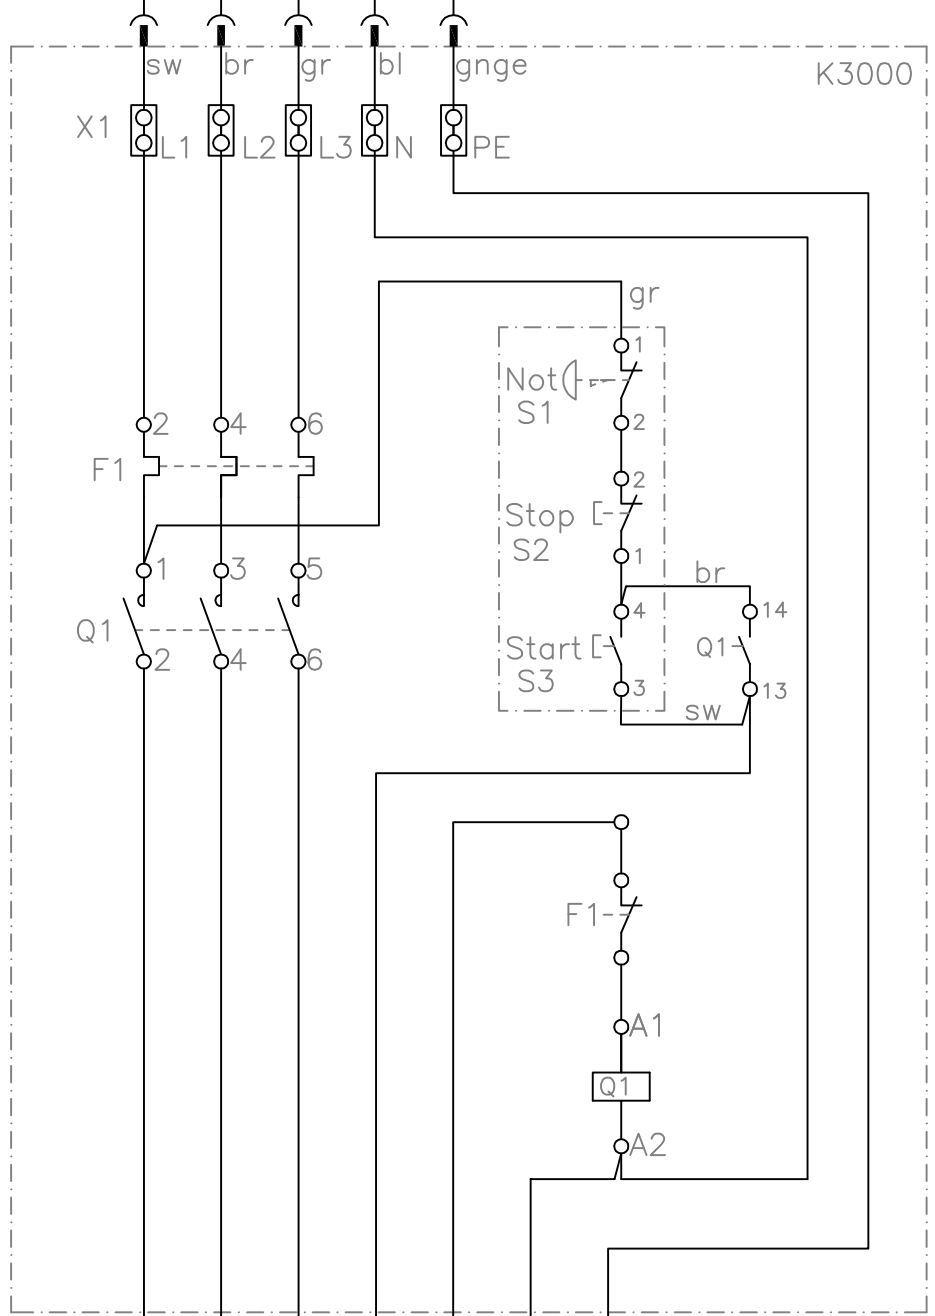 sw br gr bl gnge K3000
X1 L1 L2 L3 N PE
gr
1
Not
S1
2
2 4 6
F1
2
Stop
S2
1
1 3 5
br
4 14
Q1
Start Q1
2 4 6
S3 3 13
sw
F1
A1
Q1
A2